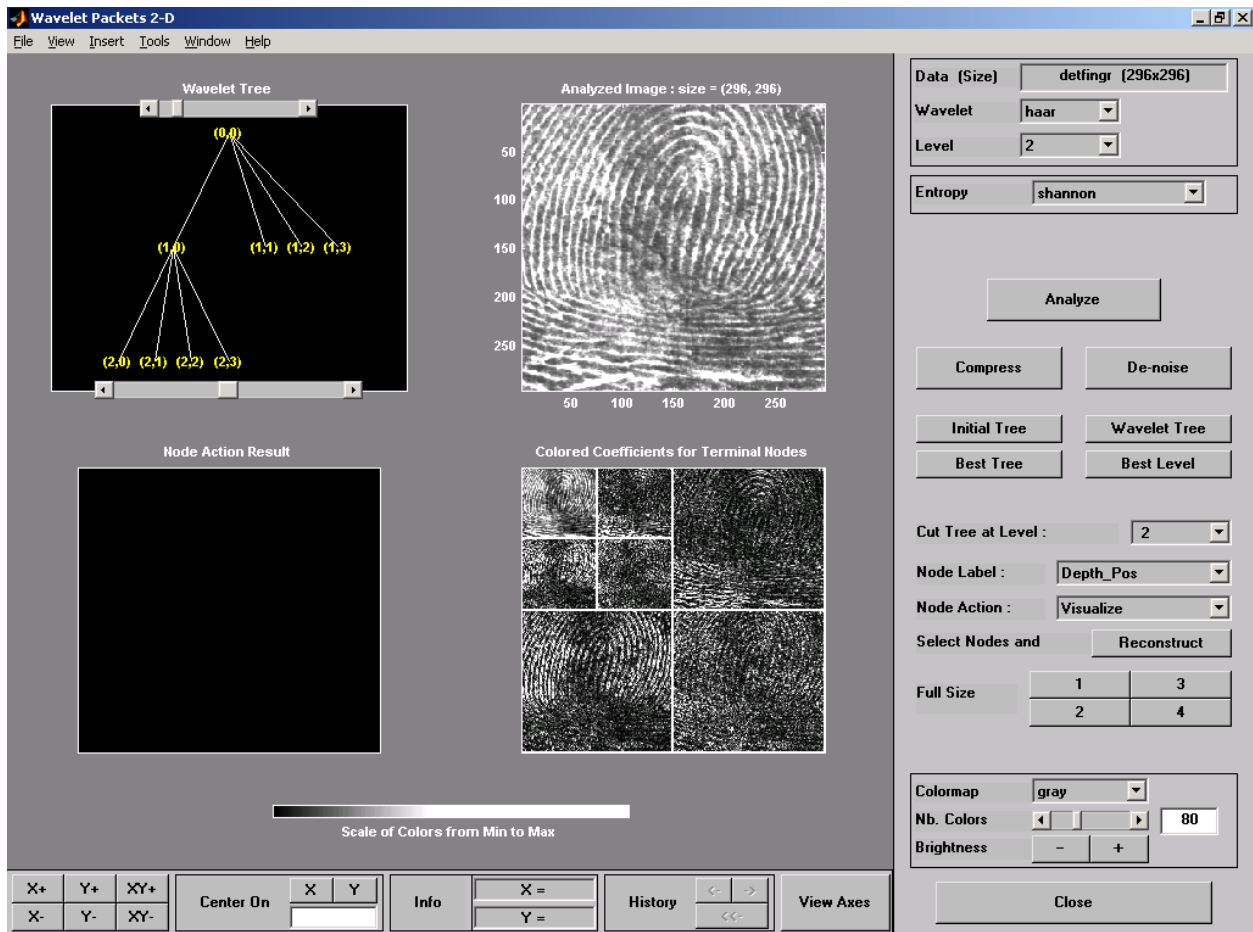 Wavelet Packets 2-D
File View Insert Tools Window Help
Wavelet Tree
(0,0)
(1,0) (1,1) (1,2) (1,3)
(2,0) (2,1) (2,2) (2,3)
Analyzed Image : size = (296, 296)
50
100
150
200
250
50 100 150 200 250
Node Action Result
Colored Coefficients for Terminal Nodes
Scale of Colors from Min to Max
Data (Size) detfingr (296x296)
Wavelet haar
Level 2
Entropy shannon
Analyze
Compress De-noise
Initial Tree Wavelet Tree
Best Tree Best Level
Cut Tree at Level : 2
Node Label : Depth_Pos
Node Action : Visualize
Select Nodes and Reconstruct
Full Size
1 3
2 4
Colormap gray
Nb. Colors 80
Brightness - +
X+ Y+ XY+
X- Y- XY-
Center On X Y
Info X =
Y =
History <- ->
<<-
View Axes
Close